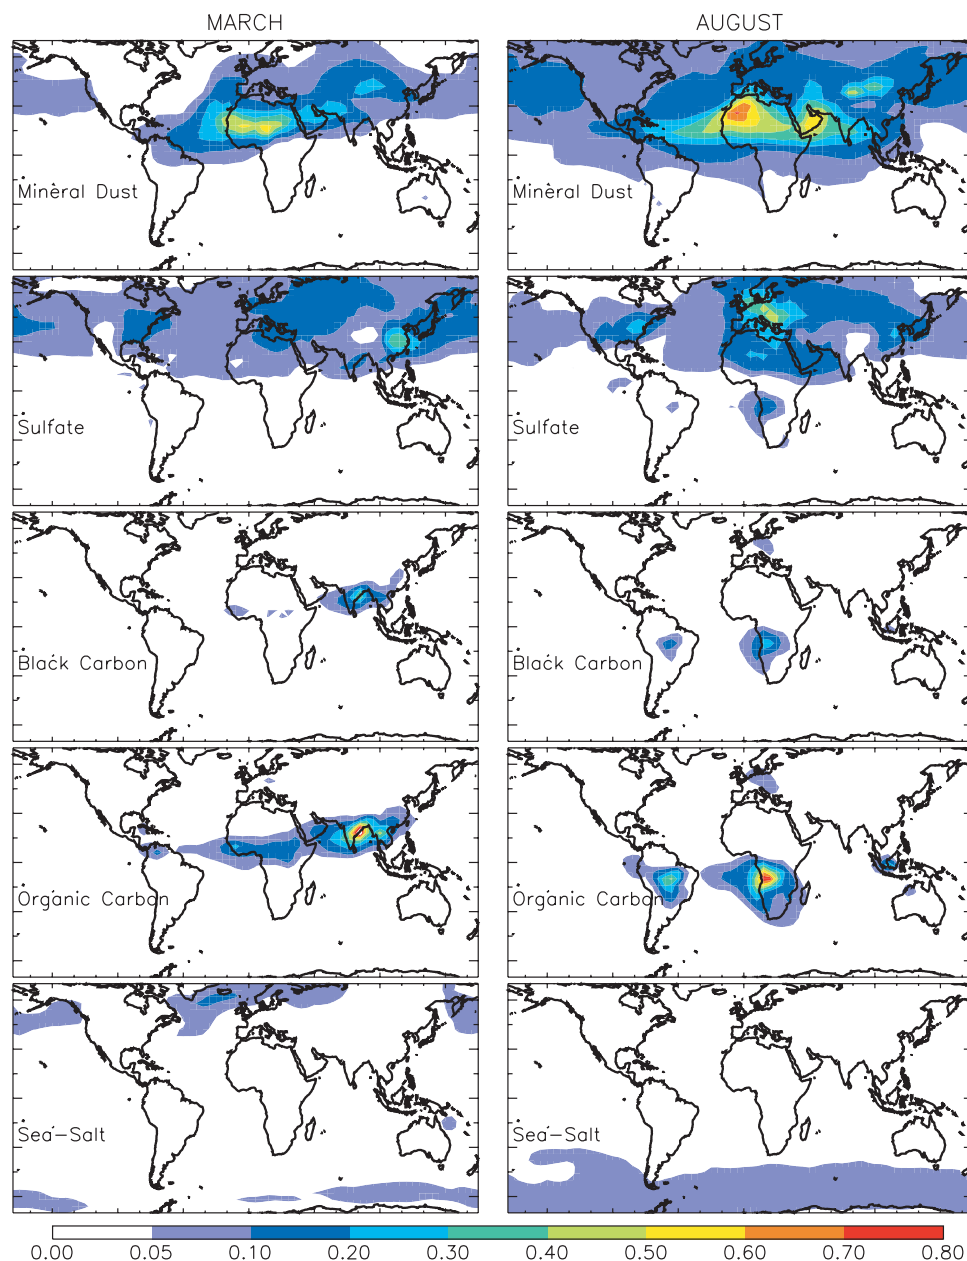 MARCH AUGUST
Mineral Dust Mineral Dust
Sulfate Sulfate
Black Carbon Black Carbon
Organic Carbon Organic Carbon
Sea-Salt Sea-Salt
0.00 0.05 0.10 0.20 0.30 0.40 0.50 0.60 0.70 0.80